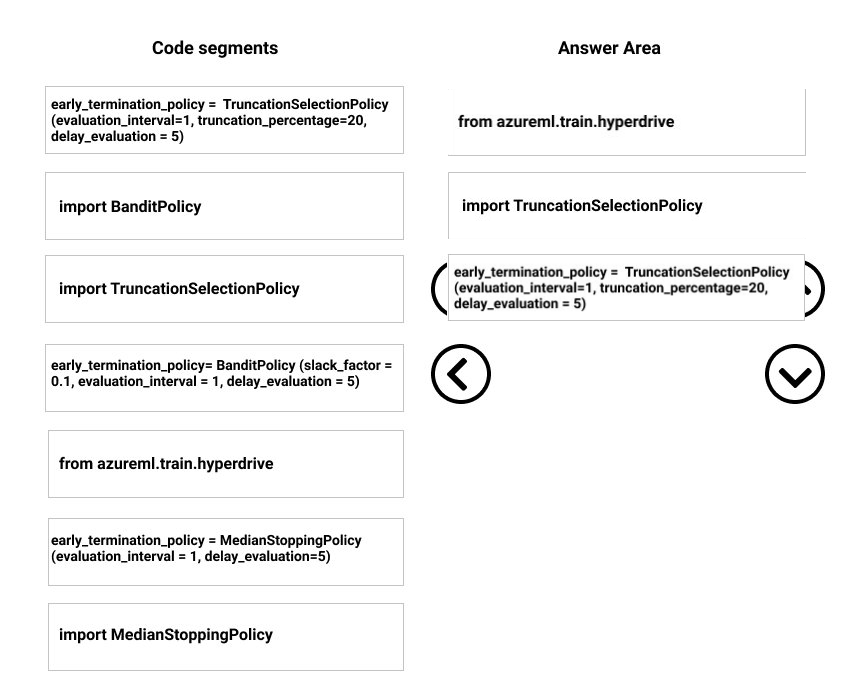 Code segments
early_termination_policy = TruncationSelectionPolicy
(evaluation_interval=1, truncation_percentage=20,
delay_evaluation = 5)
import BanditPolicy
import TruncationSelectionPolicy
early_termination_policy= BanditPolicy (slack_factor =
0.1, evaluation_interval = 1, delay_evaluation = 5)
from azureml.train.hyperdrive
early_termination_policy = MedianStoppingPolicy
(evaluation_interval = 1, delay_evaluation=5)
import MedianStoppingPolicy
Answer Area
from azureml.train.hyperdrive
import TruncationSelectionPolicy
early_termination_policy = TruncationSelectionPolicy
(evaluation_interval=1, truncation_percentage=20,
delay_evaluation = 5)